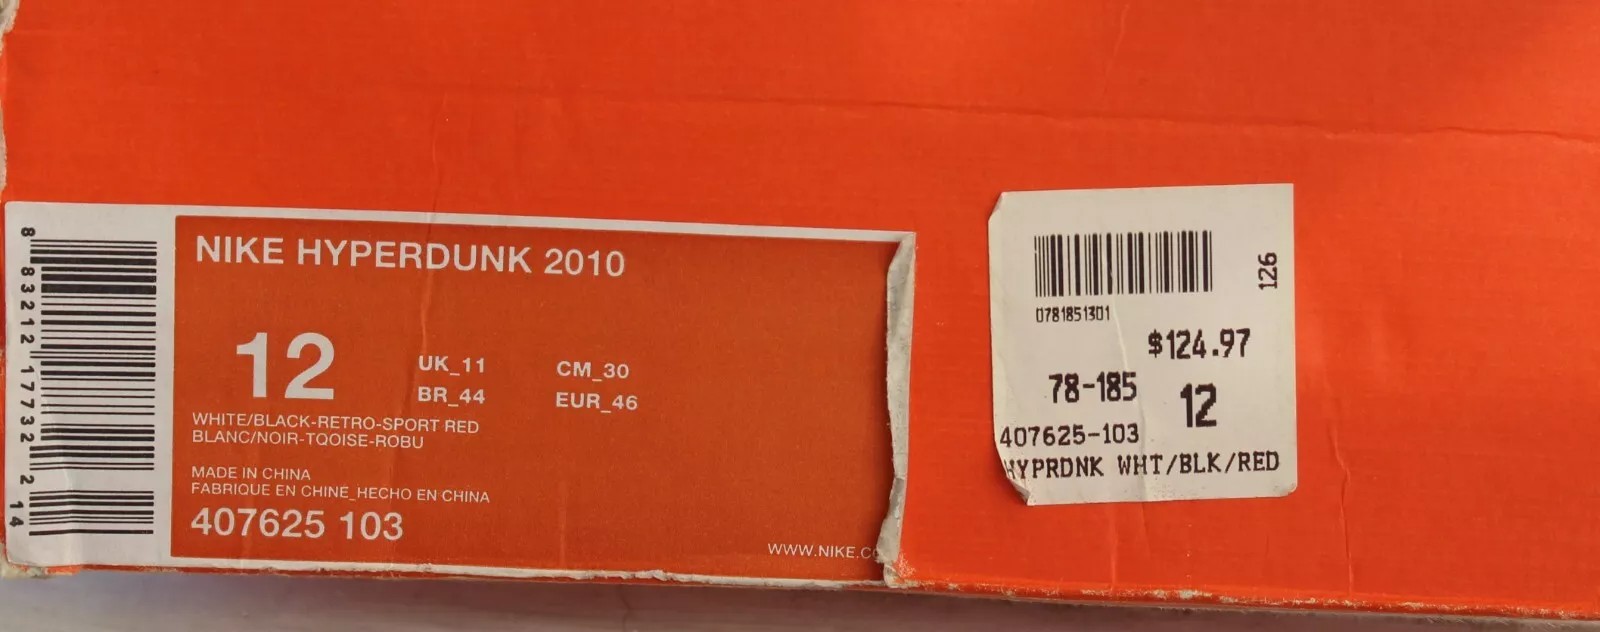 NIKE HYPERDUNK 2010
12
UK_11 CM_30
BR_44 EUR_46
WHITE/BLACK-RETRO-SPORT RED
BLANC/NOIR-TQOISE-ROBU
MADE IN CHINA
FABRIQUE EN CHINE_HECHO EN CHINA
407625 103
WWW.NIKE.C
8 83212 17732 2 14
0781851301
126
$124.97
78-185 12
407625-103
HYPRDNK WHT/BLK/RED